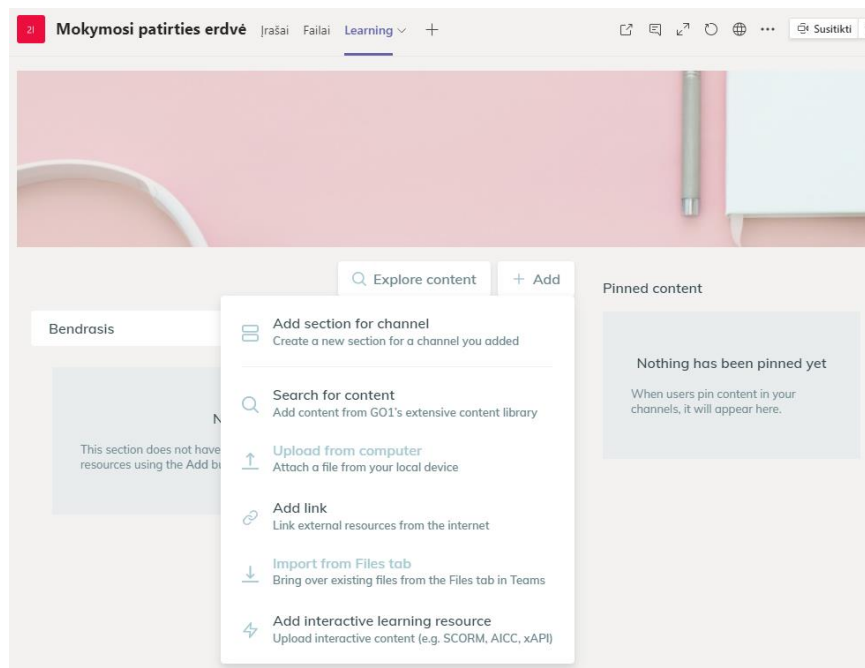 21 Mokymosi patirties erdvė Įrašai Failai Learning
Susitikti
Explore content
Add
Pinned content
Bendrasis
Add section for channel
Create a new section for a channel you added
Search for content
Add content from GO1's extensive content library
Upload from computer
Attach a file from your local device
Add link
Link external resources from the internet
Import from Files tab
Bring over existing files from the Files tab in Teams
Add interactive learning resource
Upload interactive content (e.g. SCORM, AICC, xAPI)
N
This section does not have
resources using the Add bu
Nothing has been pinned yet
When users pin content in your
channels, it will appear here.